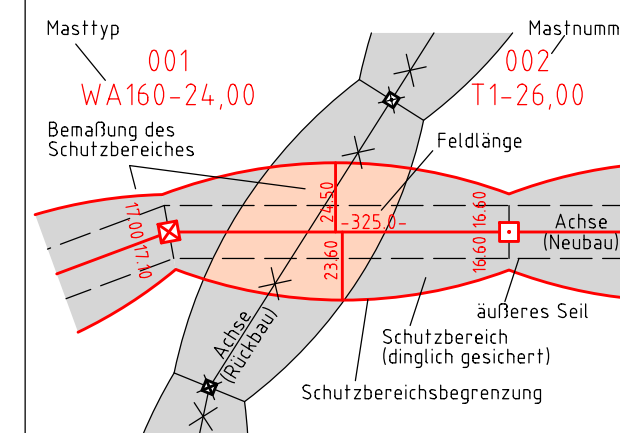 Masttyp
Mastnumm
001
WA160-24,00
002
T1-26,00
Bemaßung des
Schutzbereiches
Feldlänge
17.00
17.10
24.50
23.60
-325.0-
16.60
16.60
Achse
(Neubau)
äußeres Seil
Achse
(Rückbau)
Schutzbereich
(dinglich gesichert)
Schutzbereichsbegrenzung